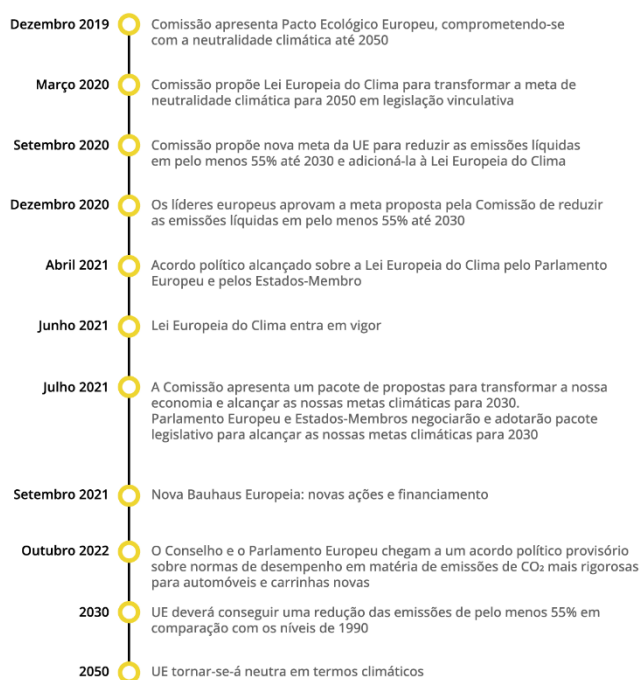 Dezembro 2019 Comissão apresenta Pacto Ecológico Europeu, comprometendo-se
com a neutralidade climática até 2050
Março 2020 Comissão propõe Lei Europeia do Clima para transformar a meta de
neutralidade climática para 2050 em legislação vinculativa
Setembro 2020 Comissão propõe nova meta da UE para reduzir as emissões líquidas
em pelo menos 55% até 2030 e adicioná-la à Lei Europeia do Clima
Dezembro 2020 Os líderes europeus aprovam a meta proposta pela Comissão de reduzir
as emissões líquidas em pelo menos 55% até 2030
Abril 2021 Acordo político alcançado sobre a Lei Europeia do Clima pelo Parlamento
Europeu e pelos Estados-Membro
Junho 2021 Lei Europeia do Clima entra em vigor
Julho 2021 A Comissão apresenta um pacote de propostas para transformar a nossa
economia e alcançar as nossas metas climáticas para 2030.
Parlamento Europeu e Estados-Membros negociarão e adotarão pacote
legislativo para alcançar as nossas metas climáticas para 2030
Setembro 2021 Nova Bauhaus Europeia: novas ações e financiamento
Outubro 2022 O Conselho e o Parlamento Europeu chegam a um acordo político provisório
sobre normas de desempenho em matéria de emissões de CO₂ mais rigorosas
para automóveis e carrinhas novas
2030 UE deverá conseguir uma redução das emissões de pelo menos 55% em
comparação com os níveis de 1990
2050 UE tornar-se-á neutra em termos climáticos